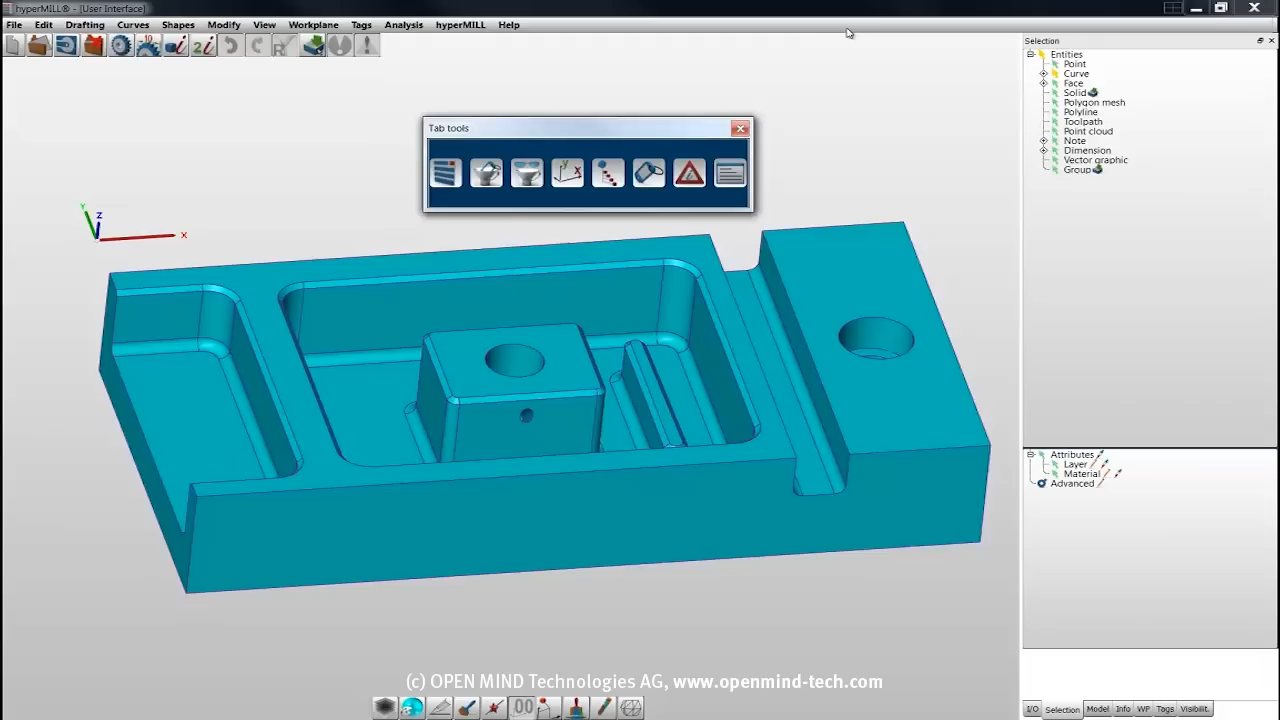 hyperMILL® - [User Interface]
File Edit Drafting Curves Shapes Modify View Workplane Tags Analysis hyperMILL Help
Selection
Entities
Point
Curve
Face
Solid
Polygon mesh
Polyline
Toolpath
Point cloud
Note
Dimension
Vector graphic
Group
Tab tools
Y
Z
X
Attributes
Layer
Material
Advanced
(c) OPEN MIND Technologies AG, www.openmind-tech.com
I/O Selection Model Info WP Tags Visibilit.